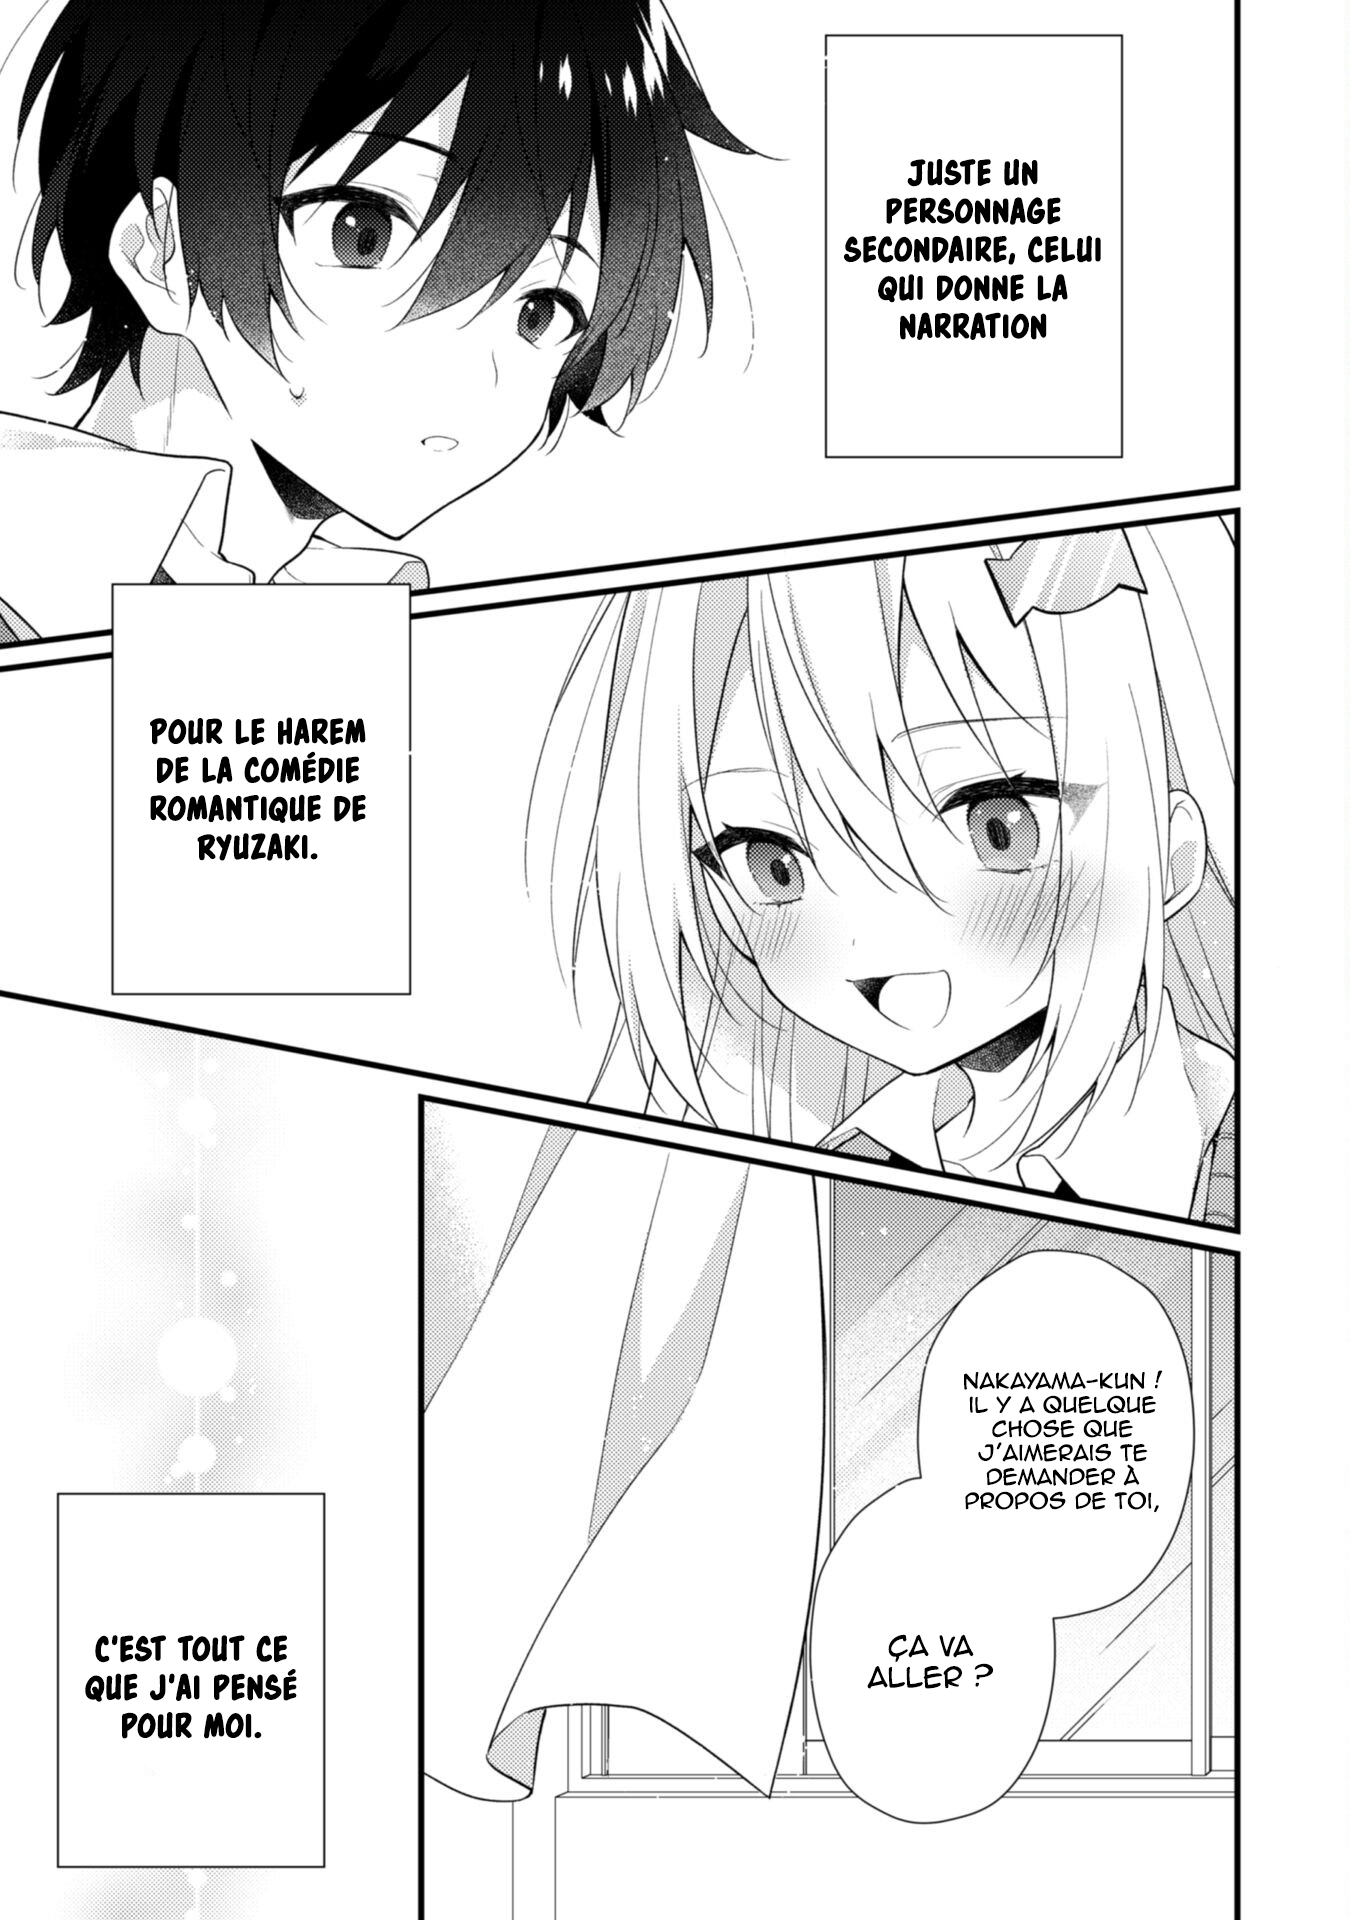 JUSTE UN
PERSONNAGE
SECONDAIRE, CELUI
QUI DONNE LA
NARRATION
POUR LE HAREM
DE LA COMÉDIE
ROMANTIQUE DE
RYUZAKI.
NAKAYAMA-KUN !
IL Y A QUELQUE
CHOSE QUE
J'AIMERAIS TE
DEMANDER À
PROPOS DE TOI,
ÇA VA
ALLER ?
C'EST TOUT CE
QUE J'AI PENSÉ
POUR MOI.